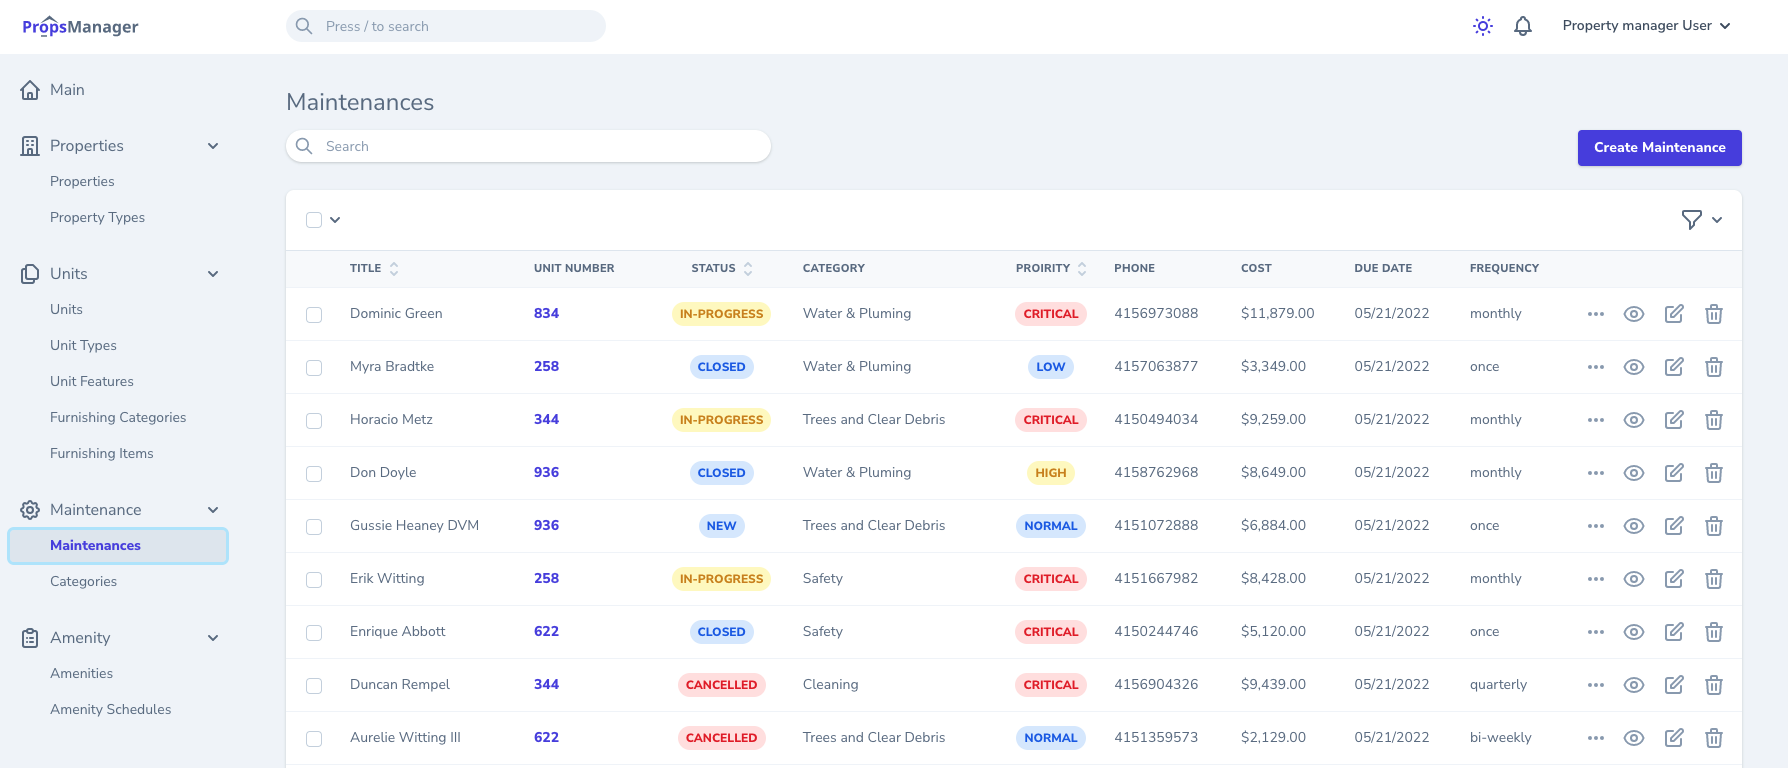 PropsManager
Press / to search
Property manager User
Main
Properties
Properties
Property Types
Units
Units
Unit Types
Unit Features
Furnishing Categories
Furnishing Items
Maintenance
Maintenances
Categories
Amenity
Amenities
Amenity Schedules
Maintenances
Search
Create Maintenance
TITLE UNIT NUMBER STATUS CATEGORY PROIRITY PHONE COST DUE DATE FREQUENCY
Dominic Green 834 IN-PROGRESS Water & Pluming CRITICAL 4156973088 $11,879.00 05/21/2022 monthly
Myra Bradtke 258 CLOSED Water & Pluming LOW 4157063877 $3,349.00 05/21/2022 once
Horacio Metz 344 IN-PROGRESS Trees and Clear Debris CRITICAL 4150494034 $9,259.00 05/21/2022 monthly
Don Doyle 936 CLOSED Water & Pluming HIGH 4158762968 $8,649.00 05/21/2022 monthly
Gussie Heaney DVM 936 NEW Trees and Clear Debris NORMAL 4151072888 $6,884.00 05/21/2022 once
Erik Witting 258 IN-PROGRESS Safety CRITICAL 4151667982 $8,428.00 05/21/2022 monthly
Enrique Abbott 622 CLOSED Safety CRITICAL 4150244746 $5,120.00 05/21/2022 once
Duncan Rempel 344 CANCELLED Cleaning CRITICAL 4156904326 $9,439.00 05/21/2022 quarterly
Aurelie Witting III 622 CANCELLED Trees and Clear Debris NORMAL 4151359573 $2,129.00 05/21/2022 bi-weekly